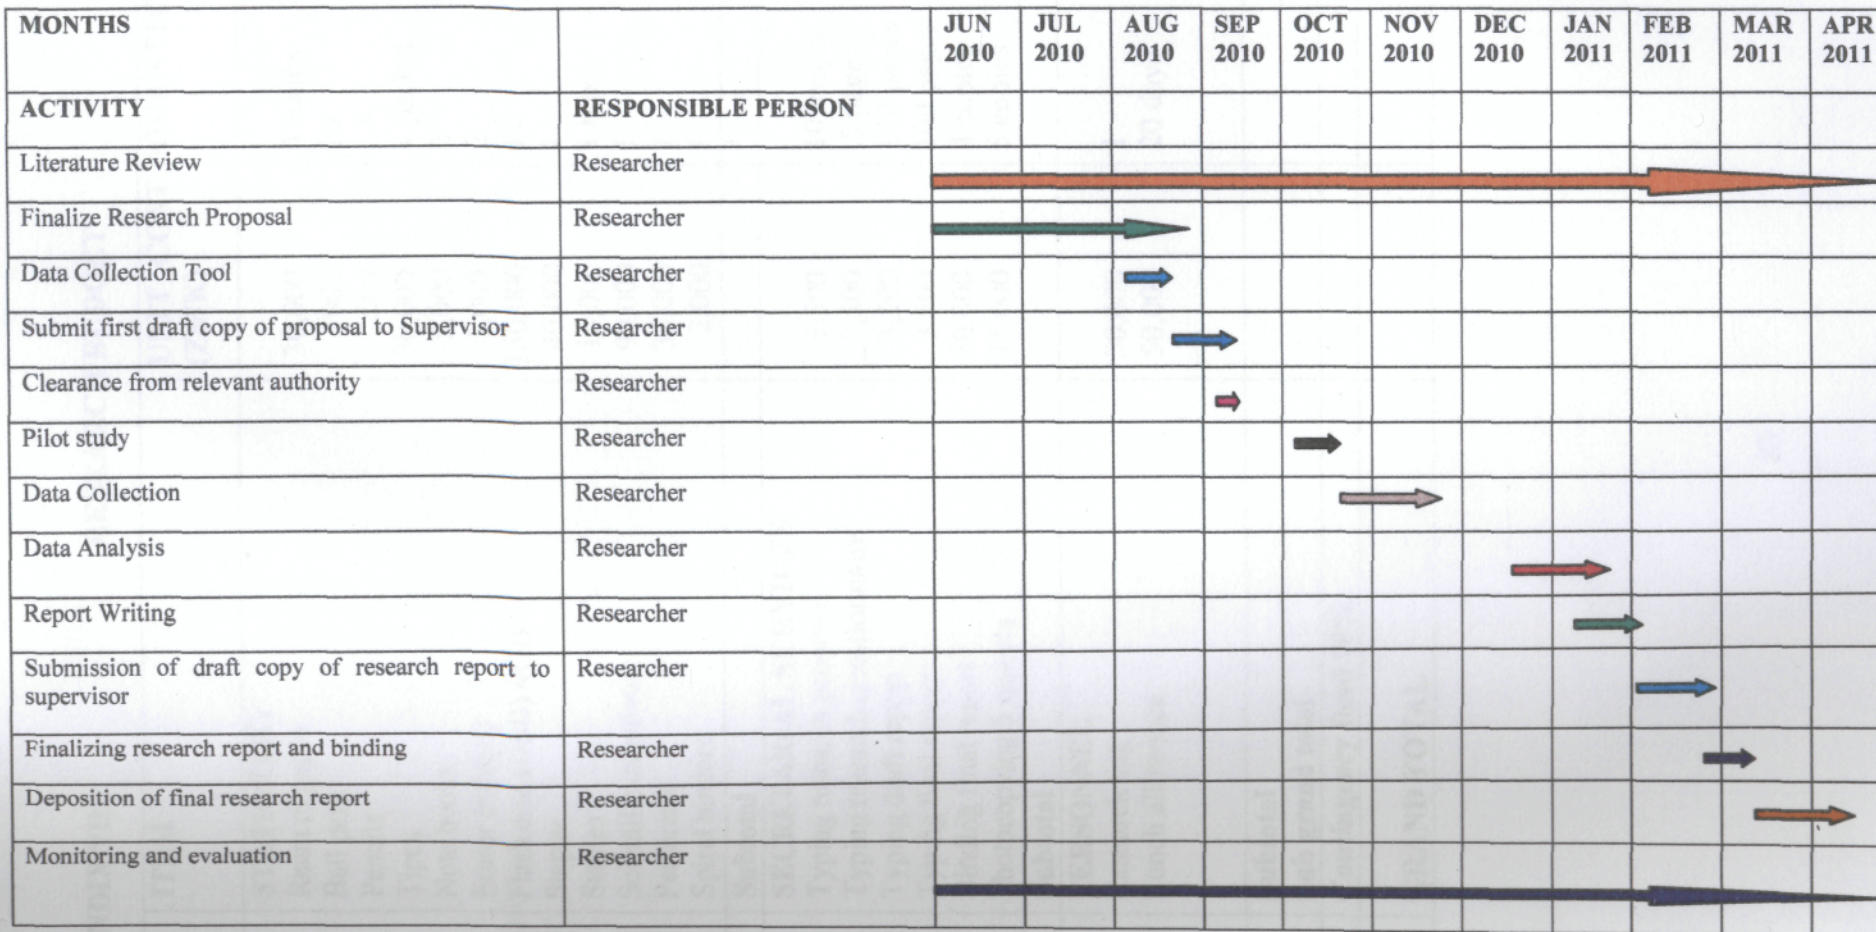 MONTHS JUN 2010 JUL 2010 AUG 2010 SEP 2010 OCT 2010 NOV 2010 DEC 2010 JAN 2011 FEB 2011 MAR 2011 APR 2011
ACTIVITY RESPONSIBLE PERSON
Literature Review Researcher
Finalize Research Proposal Researcher
Data Collection Tool Researcher
Submit first draft copy of proposal to Supervisor Researcher
Clearance from relevant authority Researcher
Pilot study Researcher
Data Collection Researcher
Data Analysis Researcher
Report Writing Researcher
Submission of draft copy of research report to Researcher
supervisor
Finalizing research report and binding Researcher
Deposition of final research report Researcher
Monitoring and evaluation Researcher